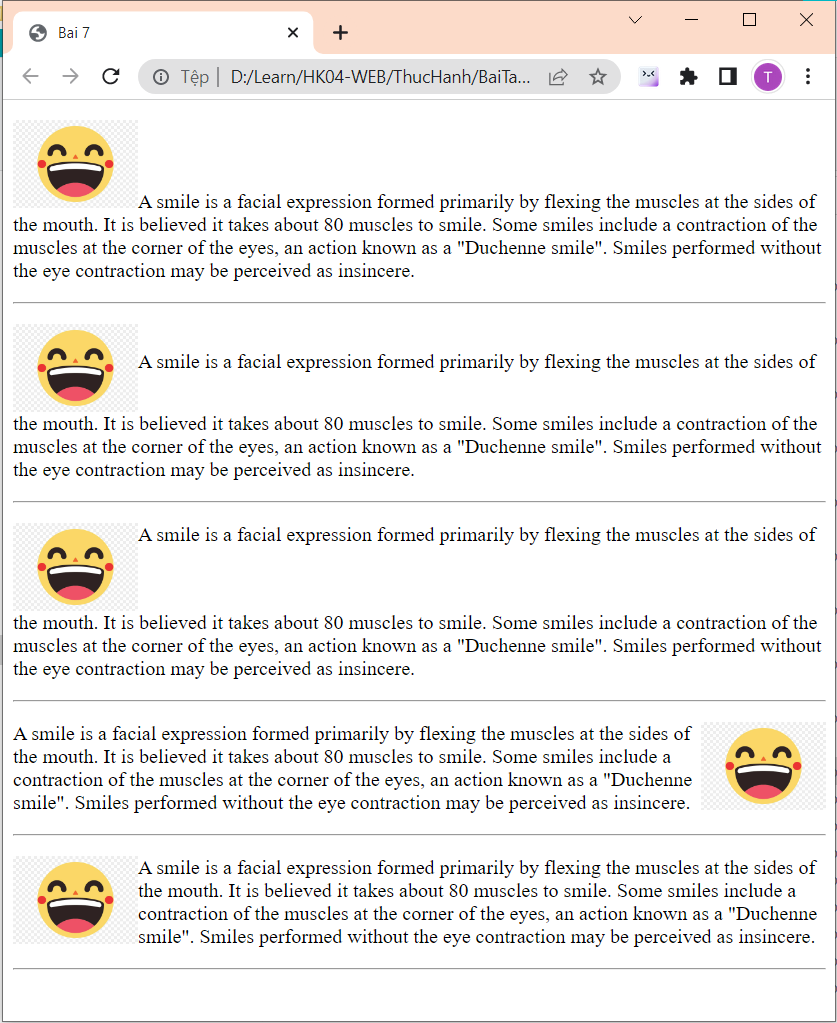 Bai 7
Tệp | D:/Learn/HK04-WEB/ThucHanh/BaiTa...
T
A smile is a facial expression formed primarily by flexing the muscles at the sides of
the mouth. It is believed it takes about 80 muscles to smile. Some smiles include a contraction of the
muscles at the corner of the eyes, an action known as a "Duchenne smile". Smiles performed without
the eye contraction may be perceived as insincere.
A smile is a facial expression formed primarily by flexing the muscles at the sides of
the mouth. It is believed it takes about 80 muscles to smile. Some smiles include a contraction of the
muscles at the corner of the eyes, an action known as a "Duchenne smile". Smiles performed without
the eye contraction may be perceived as insincere.
A smile is a facial expression formed primarily by flexing the muscles at the sides of
the mouth. It is believed it takes about 80 muscles to smile. Some smiles include a contraction of the
muscles at the corner of the eyes, an action known as a "Duchenne smile". Smiles performed without
the eye contraction may be perceived as insincere.
A smile is a facial expression formed primarily by flexing the muscles at the sides of
the mouth. It is believed it takes about 80 muscles to smile. Some smiles include a
contraction of the muscles at the corner of the eyes, an action known as a "Duchenne
smile". Smiles performed without the eye contraction may be perceived as insincere.
A smile is a facial expression formed primarily by flexing the muscles at the sides of
the mouth. It is believed it takes about 80 muscles to smile. Some smiles include a
contraction of the muscles at the corner of the eyes, an action known as a "Duchenne
smile". Smiles performed without the eye contraction may be perceived as insincere.